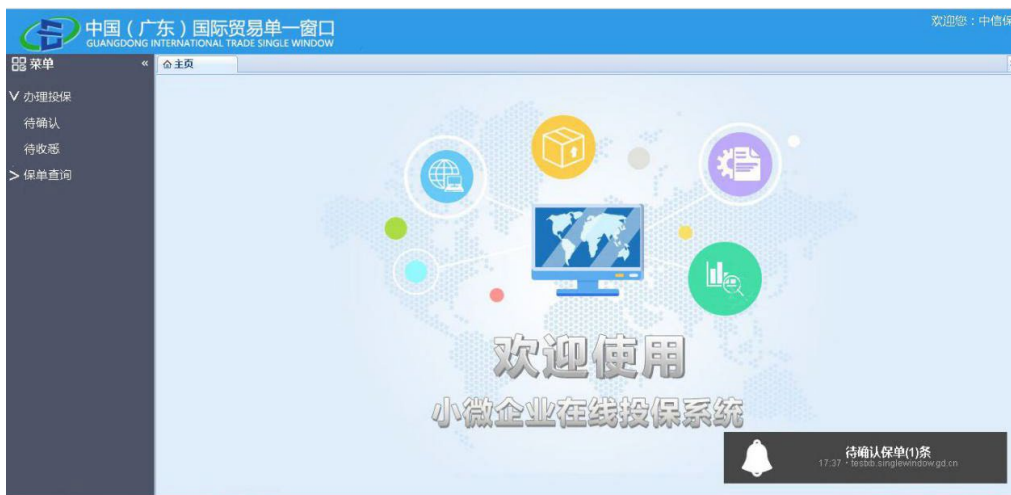 中国（广东）国际贸易单一窗口
GUANGDONG INTERNATIONAL TRADE SINGLE WINDOW
欢迎您：中信保
菜单
«
主页
办理投保
待确认
待收悉
保单查询
欢迎使用
小微企业在线投保系统
待确认保单(1)条
17:37 · testxb.singlewindow.gd.cn